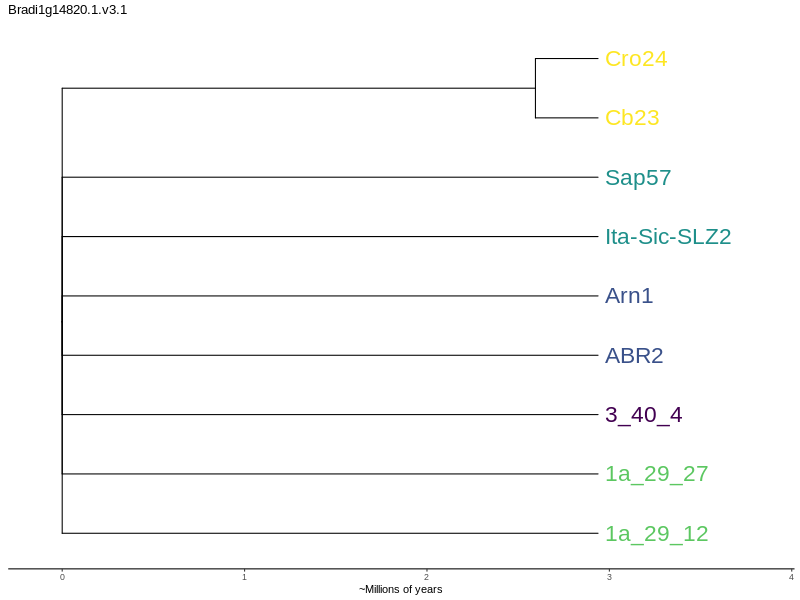 Bradi1g14820.1.v3.1
Cro24
Cb23
Sap57
Ita-Sic-SLZ2
Arn1
ABR2
3_40_4
1a_29_27
1a_29_12
0 1 2 3 4
~Millions of years